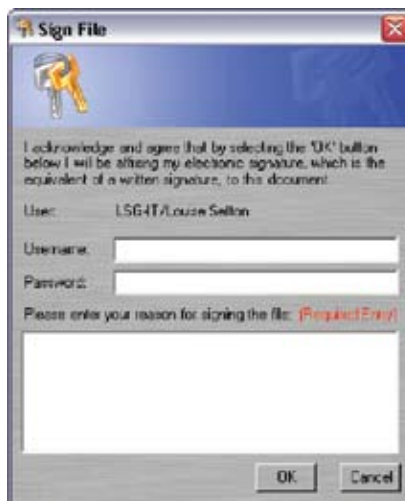 Sign File
I acknowledge and agree that by selecting the 'OK' button
below I will be affixing my electronic signature, which is the
equivalent of a written signature, to this document.
User: Louise
Username:
Password:
Please enter your reason for signing the file: (Required Entry)
OK Cancel